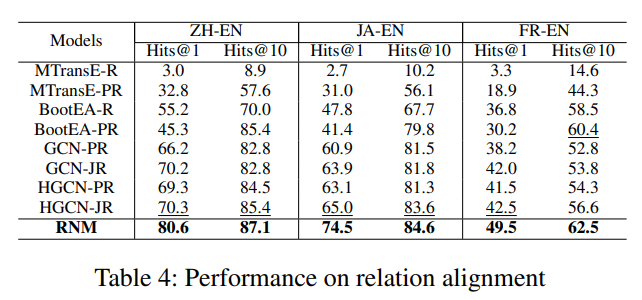 Models ZH-EN JA-EN FR-EN
Hits@1 Hits@10 Hits@1 Hits@10 Hits@1 Hits@10
MTransE-R 3.0 8.9 2.7 10.2 3.3 14.6
MTransE-PR 32.8 57.6 31.0 56.1 18.9 44.3
BootEA-R 55.2 70.0 47.8 67.7 36.8 58.5
BootEA-PR 45.3 85.4 41.4 79.8 30.2 60.4
GCN-PR 66.2 82.8 60.9 81.5 38.2 52.8
GCN-JR 70.2 82.8 63.9 81.8 42.0 53.8
HGCN-PR 69.3 84.5 63.1 81.3 41.5 54.3
HGCN-JR 70.3 85.4 65.0 83.6 42.5 56.6
RNM 80.6 87.1 74.5 84.6 49.5 62.5
Table 4: Performance on relation alignment